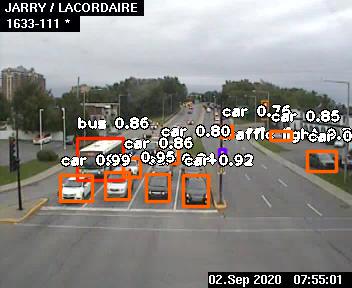 JARRY / LACORDAIRE
1633-111 *
car 0.76
car 0.85
bus 0.86
car 0.80
car 0.86
car 0.99
0.95
car 0.92
02.Sep 2020 07:55:01